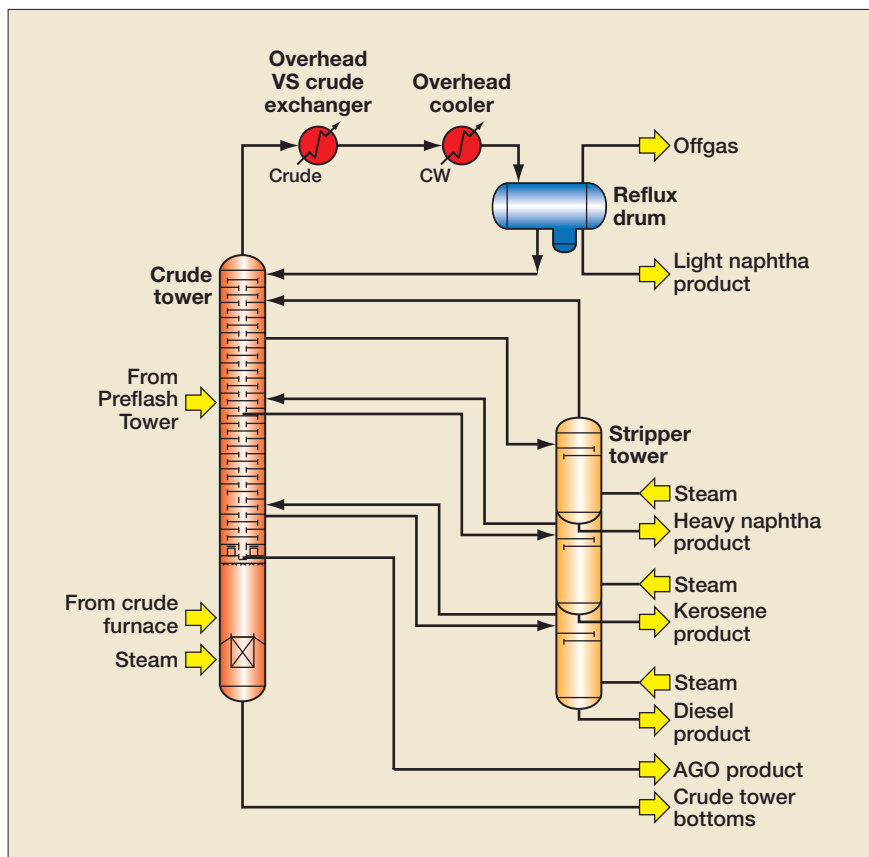 Overhead
VS crude
exchanger
Overhead
cooler
Crude
CW
Offgas
Reflux
drum
Light naphtha
product
Crude
tower
From
Preflash
Tower
Stripper
tower
Steam
Heavy naphtha
product
Steam
Kerosene
product
From crude
furnace
Steam
Steam
Diesel
product
AGO product
Crude tower
bottoms